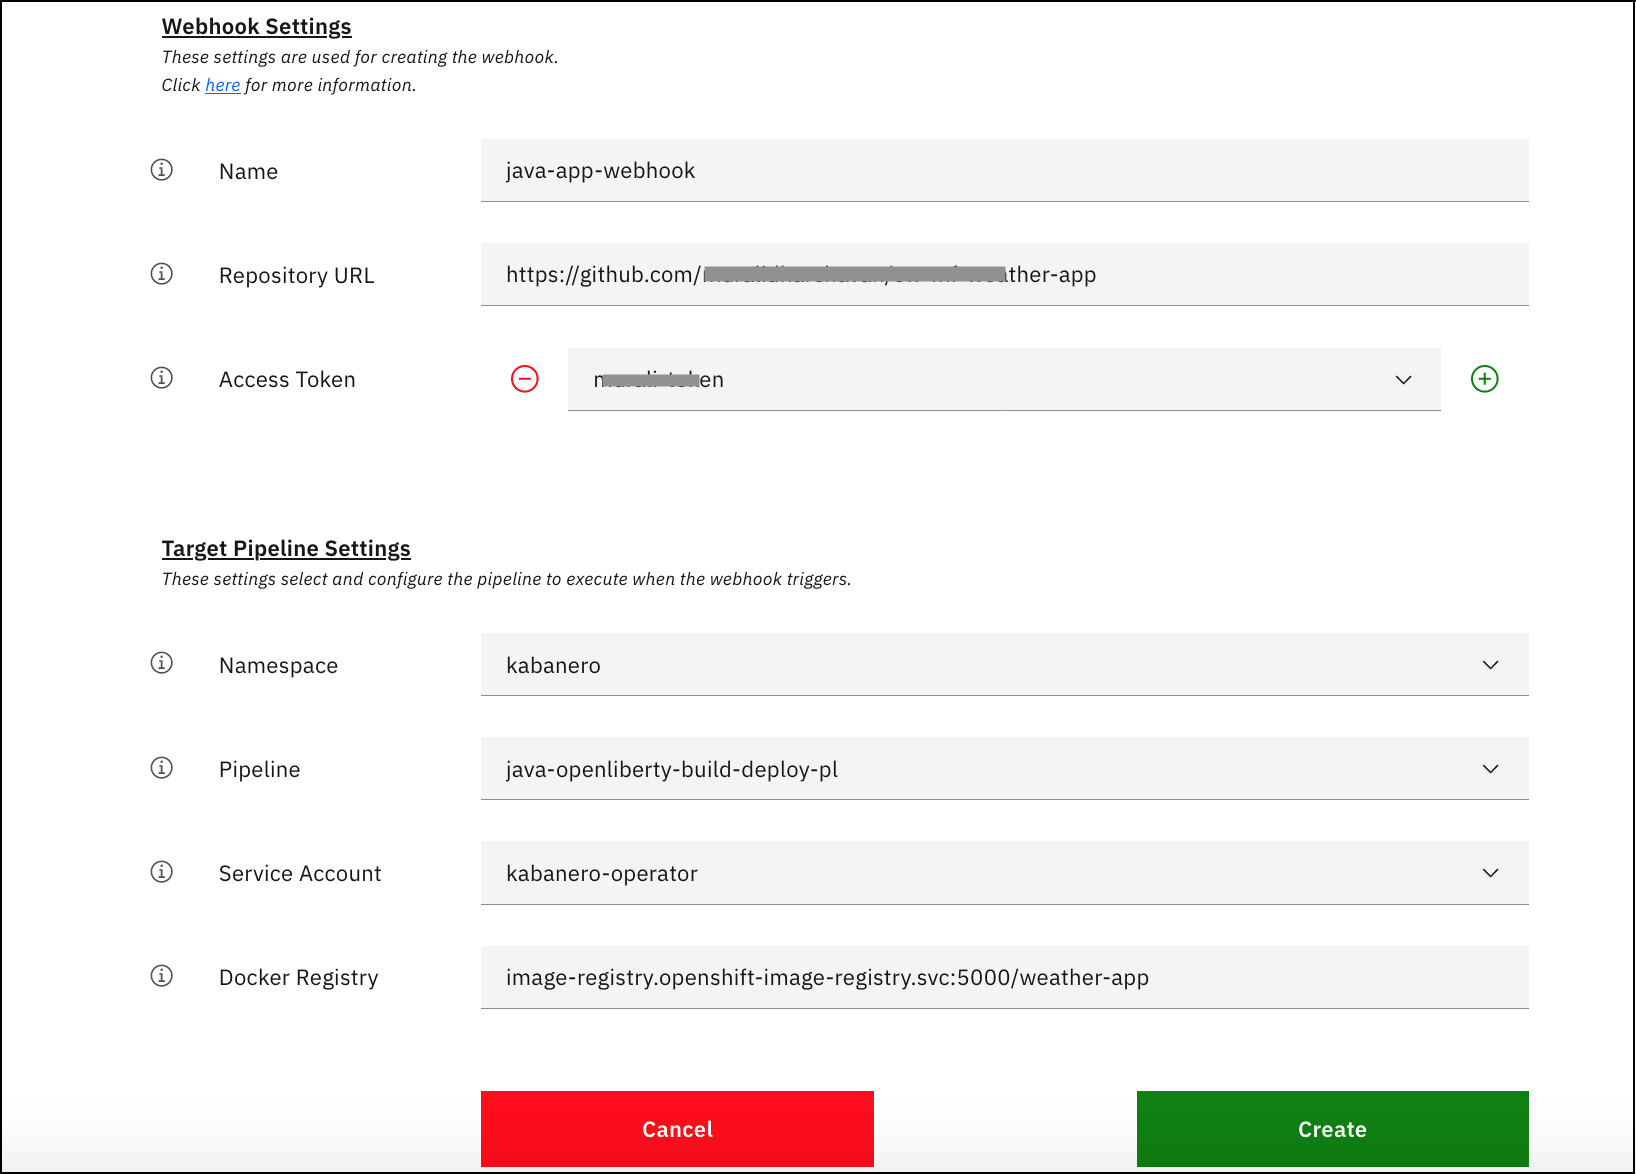 Webhook Settings
These settings are used for creating the webhook.
Click here for more information.
Name
java-app-webhook
Repository URL
https://github.com/ ather-app
Access Token
en
Target Pipeline Settings
These settings select and configure the pipeline to execute when the webhook triggers.
Namespace
kabanero
Pipeline
java-openliberty-build-deploy-pl
Service Account
kabanero-operator
Docker Registry
image-registry.openshift-image-registry.svc:5000/weather-app
Cancel
Create